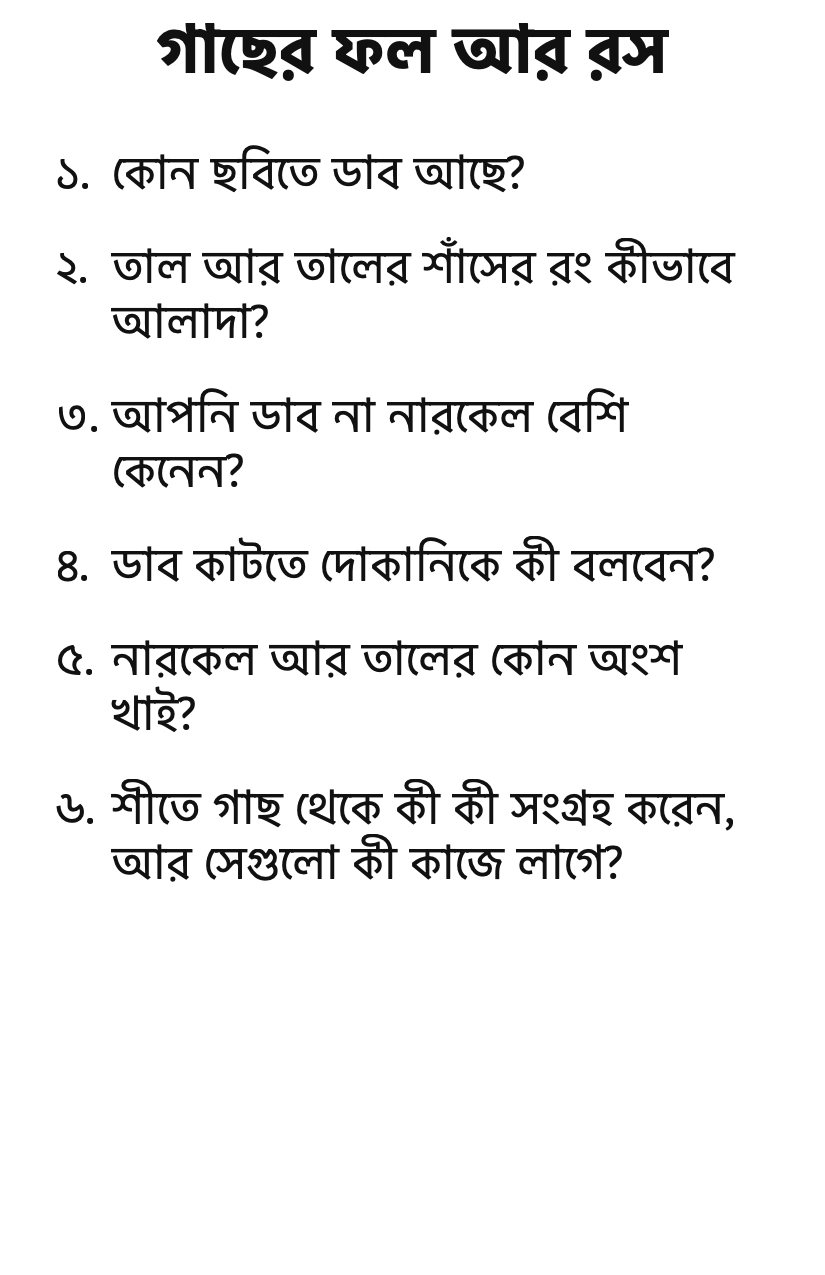 গাছের ফল আর রস
১. কোন ছবিতে ডাব আছে?
২. তাল আর তালের শাঁসের রং কীভাবে
আলাদা?
৩. আপনি ডাব না নারকেল বেশি
কেনেন?
৪. ডাব কাটতে দোকানিকে কী বলবেন?
৫. নারকেল আর তালের কোন অংশ
খাই?
৬. শীতে গাছ থেকে কী কী সংগ্রহ করেন,
আর সেগুলো কী কাজে লাগে?